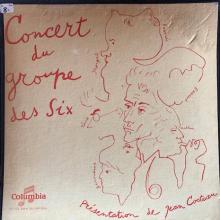 Concert
du
groupe
des Six
Columbia
Présentation de Jean Cocteau